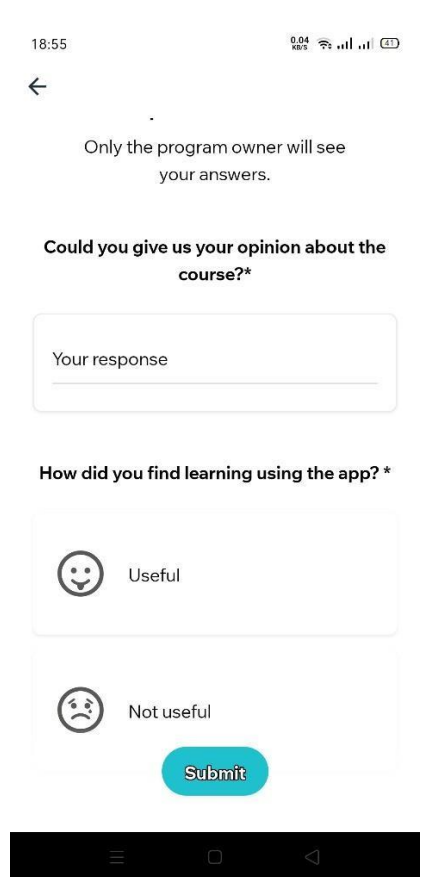 18:55
0.04
KB/S
41
Only the program owner will see
your answers.
Could you give us your opinion about the
course?*
Your response
How did you find learning using the app? *
Useful
Not useful
Submit